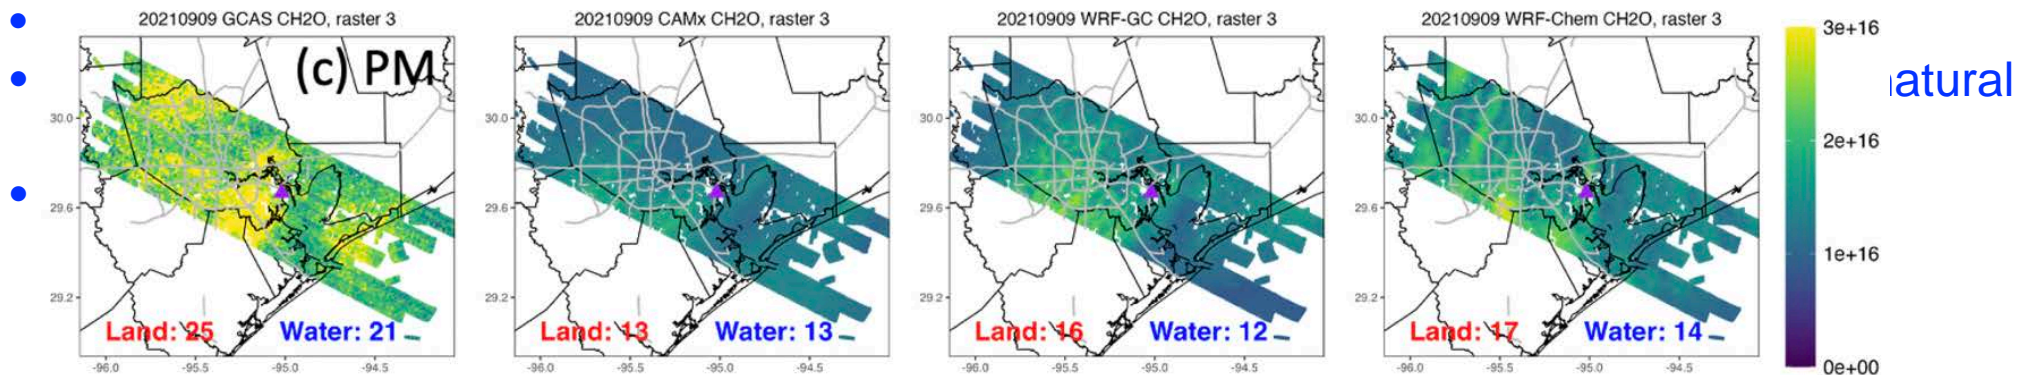 20210909 GCAS CH2O, raster 3
20210909 CAMx CH2O, raster 3
20210909 WRF-GC CH2O, raster 3
20210909 WRF-Chem CH2O, raster 3
(c) PM
30.0
29.6
29.2
Land: 25
Water: 21
-96.0
-95.5
-95.0
-94.5
30.0
29.6
29.2
Land: 13
Water: 13
-96.0
-95.5
-95.0
-94.5
30.0
29.6
29.2
Land: 16
Water: 12
-96.0
-95.5
-95.0
-94.5
30.0
29.6
29.2
Land: 17
Water: 14
-96.0
-95.5
-95.0
-94.5
3e+16
2e+16
1e+16
0e+00
atural